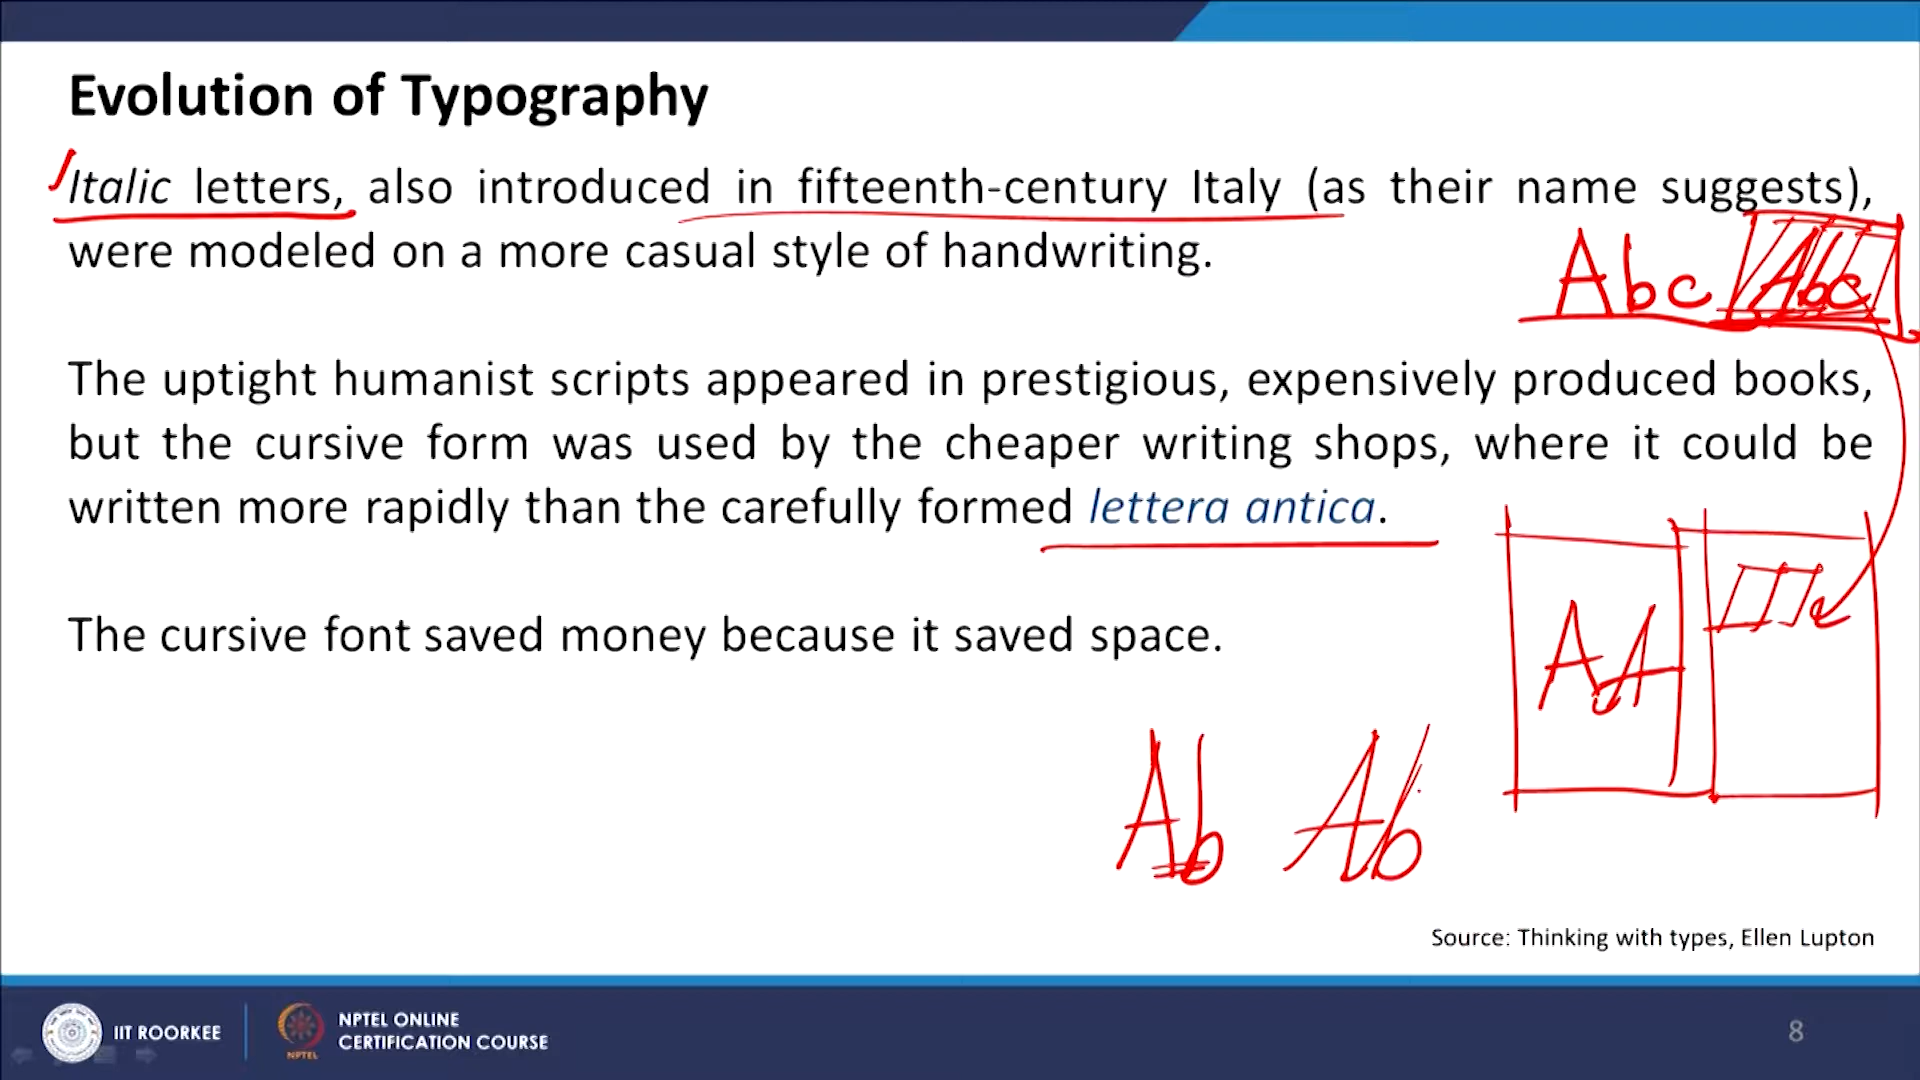 Evolution of Typography
Italic letters, also introduced in fifteenth-century Italy (as their name suggests),
were modeled on a more casual style of handwriting.
Abc Abc
The uptight humanist scripts appeared in prestigious, expensively produced books,
but the cursive form was used by the cheaper writing shops, where it could be
written more rapidly than the carefully formed lettera antica.
The cursive font saved money because it saved space.
AA
Ab Ab
Source: Thinking with types, Ellen Lupton
IIT ROORKEE
NPTEL
NPTEL ONLINE
CERTIFICATION COURSE
8